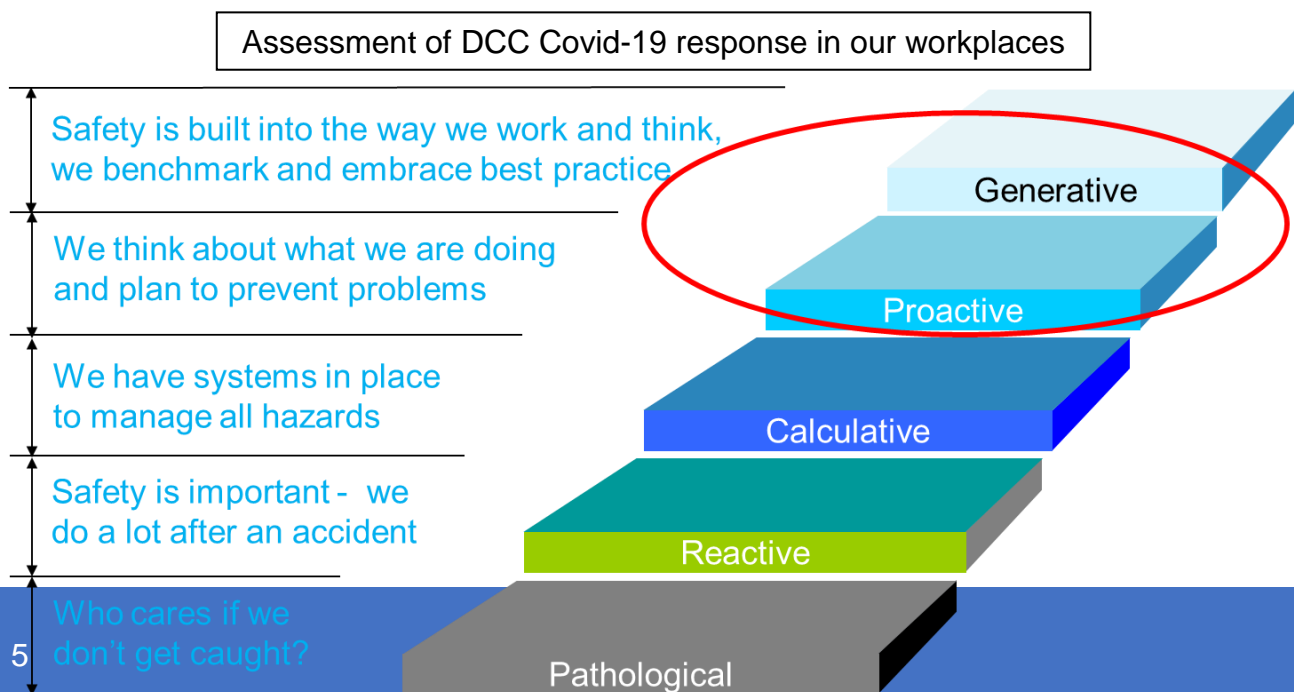 Assessment of DCC Covid-19 response in our workplaces
Safety is built into the way we work and think,
we benchmark and embrace best practice
Generative
We think about what we are doing
and plan to prevent problems
Proactive
We have systems in place
to manage all hazards
Calculative
Safety is important - we
do a lot after an accident
Reactive
Who cares if we
don't get caught?
Pathological
5